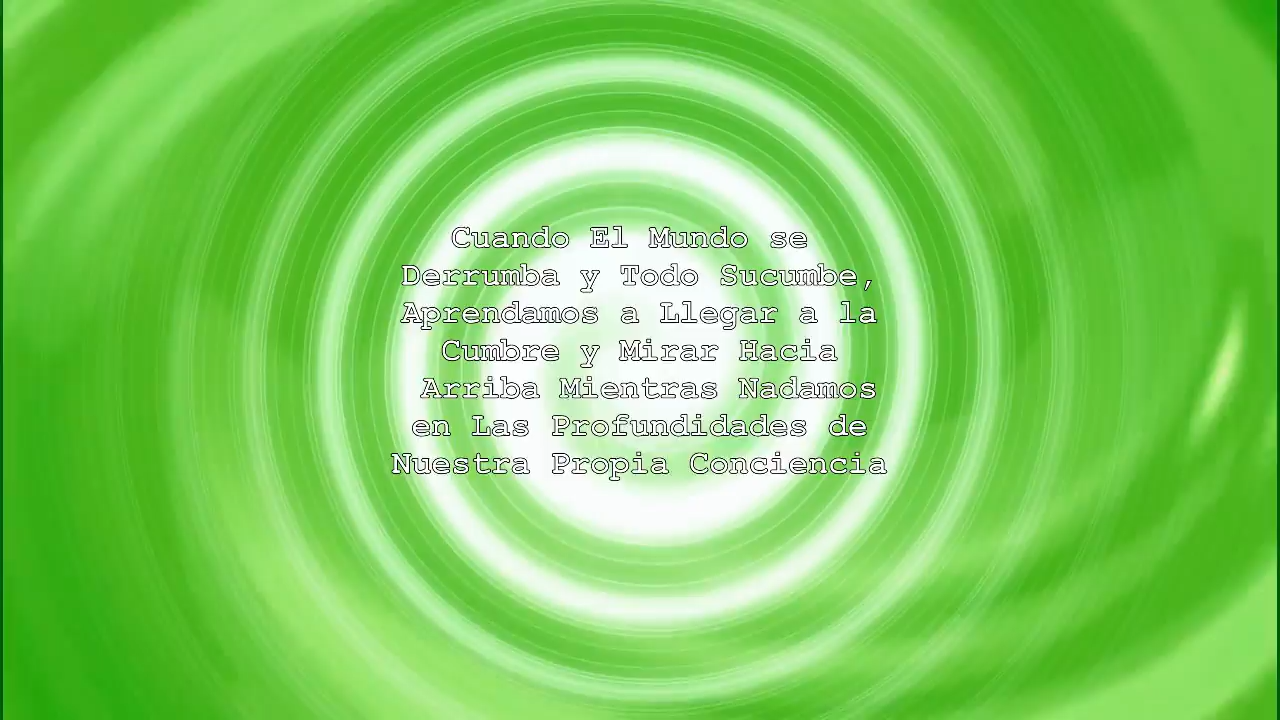 Cuando El Mundo se
Derrumba y Todo Sucumbe,
Aprendamos a Llegar a la
Cumbre y Mirar Hacia
Arriba Mientras Nadamos
en Las Profundidades de
Nuestra Propia Conciencia